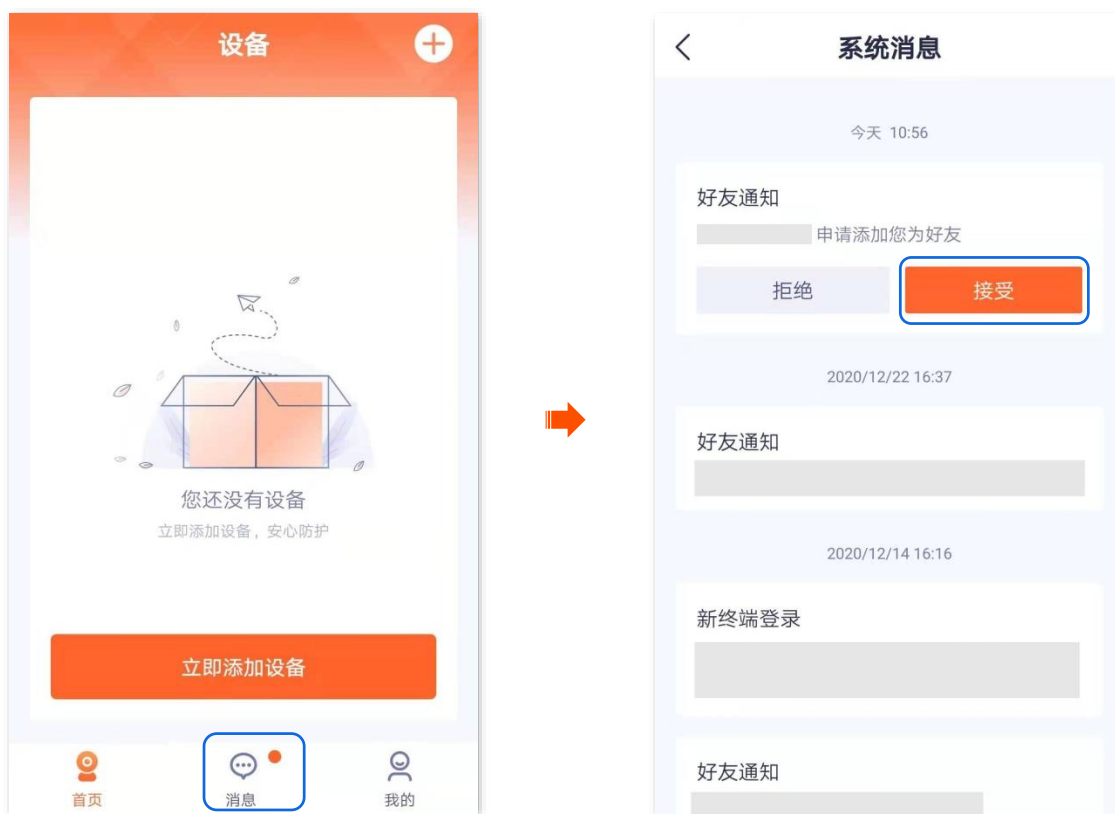 设备
您还没有设备
立即添加设备，安心防护
立即添加设备
首页
消息
我的
系统消息
今天 10:56
好友通知
申请添加您为好友
拒绝
接受
2020/12/22 16:37
好友通知
2020/12/14 16:16
新终端登录
好友通知